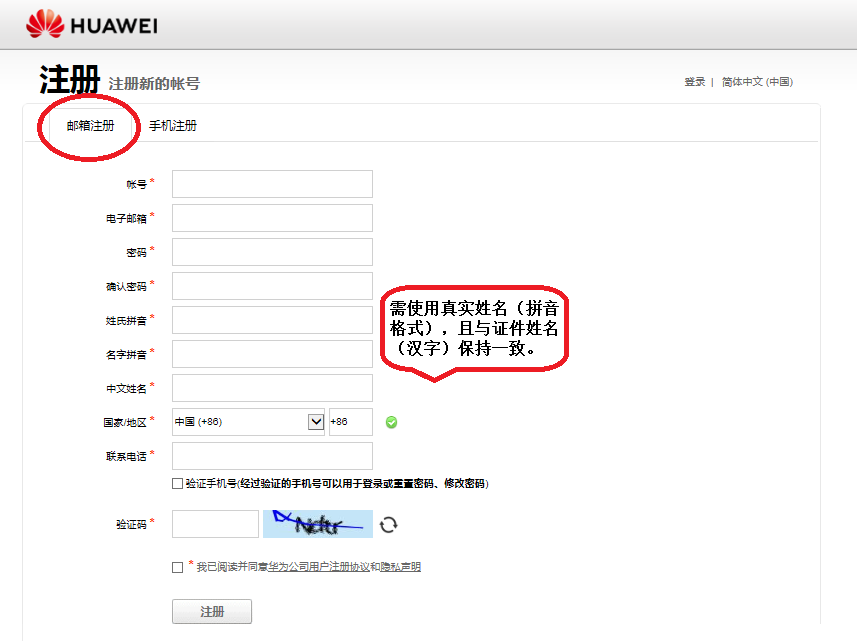 HUAWEI
注册 注册新的帐号
登录 | 简体中文 (中国)
邮箱注册 手机注册
帐号 *
电子邮箱 *
密码 *
确认密码 *
姓氏拼音 *
需使用真实姓名（拼音
格式），且与证件姓名
（汉字）保持一致。
名字拼音 *
中文姓名 *
国家/地区 * 中国 (+86) +86
联系电话 *
验证手机号(经过验证的手机号可以用于登录或重置密码、修改密码)
验证码 *
* 我已阅读并同意华为公司用户注册协议和隐私声明
注册